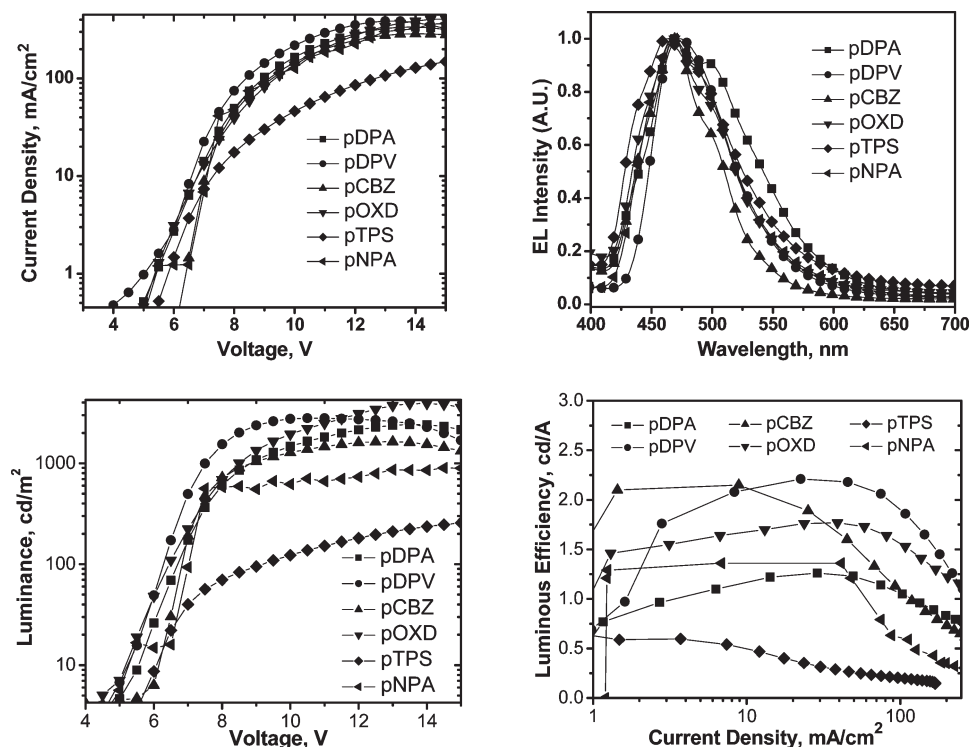 Current Density, mA/cm²
100
10
1
4 6 8 10 12 14
Voltage, V
pDPA
pDPV
pCBZ
pOXD
pTPS
pNPA
EL Intensity (A.U.)
1.0
0.8
0.6
0.4
0.2
0.0
400 450 500 550 600 650 700
Wavelength, nm
pDPA
pDPV
pCBZ
pOXD
pTPS
pNPA
Luminance, cd/m²
1000
100
10
4 6 8 10 12 14
Voltage, V
pDPA
pDPV
pCBZ
pOXD
pTPS
pNPA
Luminous Efficiency, cd/A
3.0
2.5
2.0
1.5
1.0
0.5
0.0
1 10 100
Current Density, mA/cm²
pDPA pCBZ pTPS
pDPV pOXD pNPA